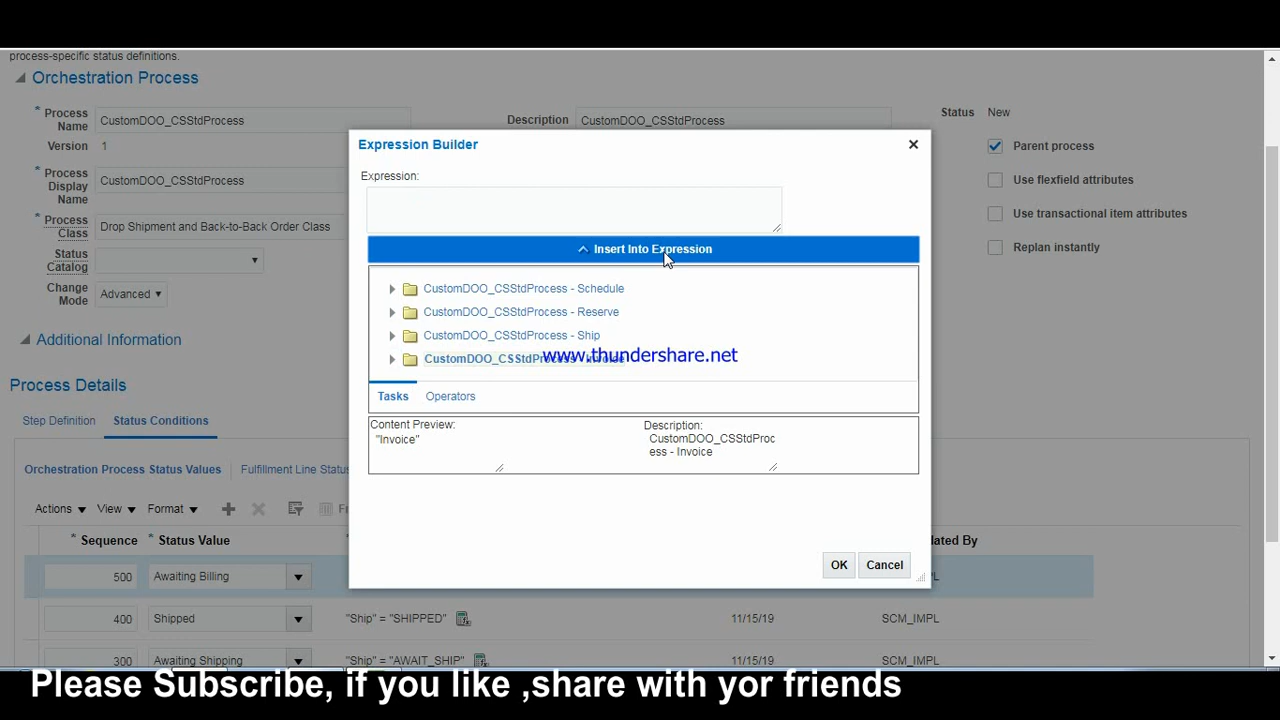 process-specific status definitions.
Orchestration Process
* Process Name CustomDOO_CSStdProcess
Description CustomDOO_CSStdProcess
Status New
Version 1
Parent process
* Process Display Name CustomDOO_CSStdProcess
Use flexfield attributes
* Process Class Drop Shipment and Back-to-Back Order Class
Use transactional item attributes
Status Catalog
Replan instantly
Change Mode Advanced
Additional Information
Process Details
Step Definition Status Conditions
Orchestration Process Status Values Fulfillment Line Status
Actions View Format
* Sequence * Status Value
500 Awaiting Billing
400 Shipped "Ship" = "SHIPPED" 11/15/19 SCM_IMPL
300 Awaiting Shipping "Ship" = "AWAIT_SHIP" 11/15/19 SCM_IMPL
Expression Builder
Expression:
Insert Into Expression
CustomDOO_CSStdProcess - Schedule
CustomDOO_CSStdProcess - Reserve
CustomDOO_CSStdProcess - Ship
CustomDOO_CSStdProcess - Invoice
www.thundershare.net
Tasks Operators
Content Preview:
"Invoice"
Description:
CustomDOO_CSStdProc
ess - Invoice
OK Cancel
Please Subscribe, if you like ,share with yor friends